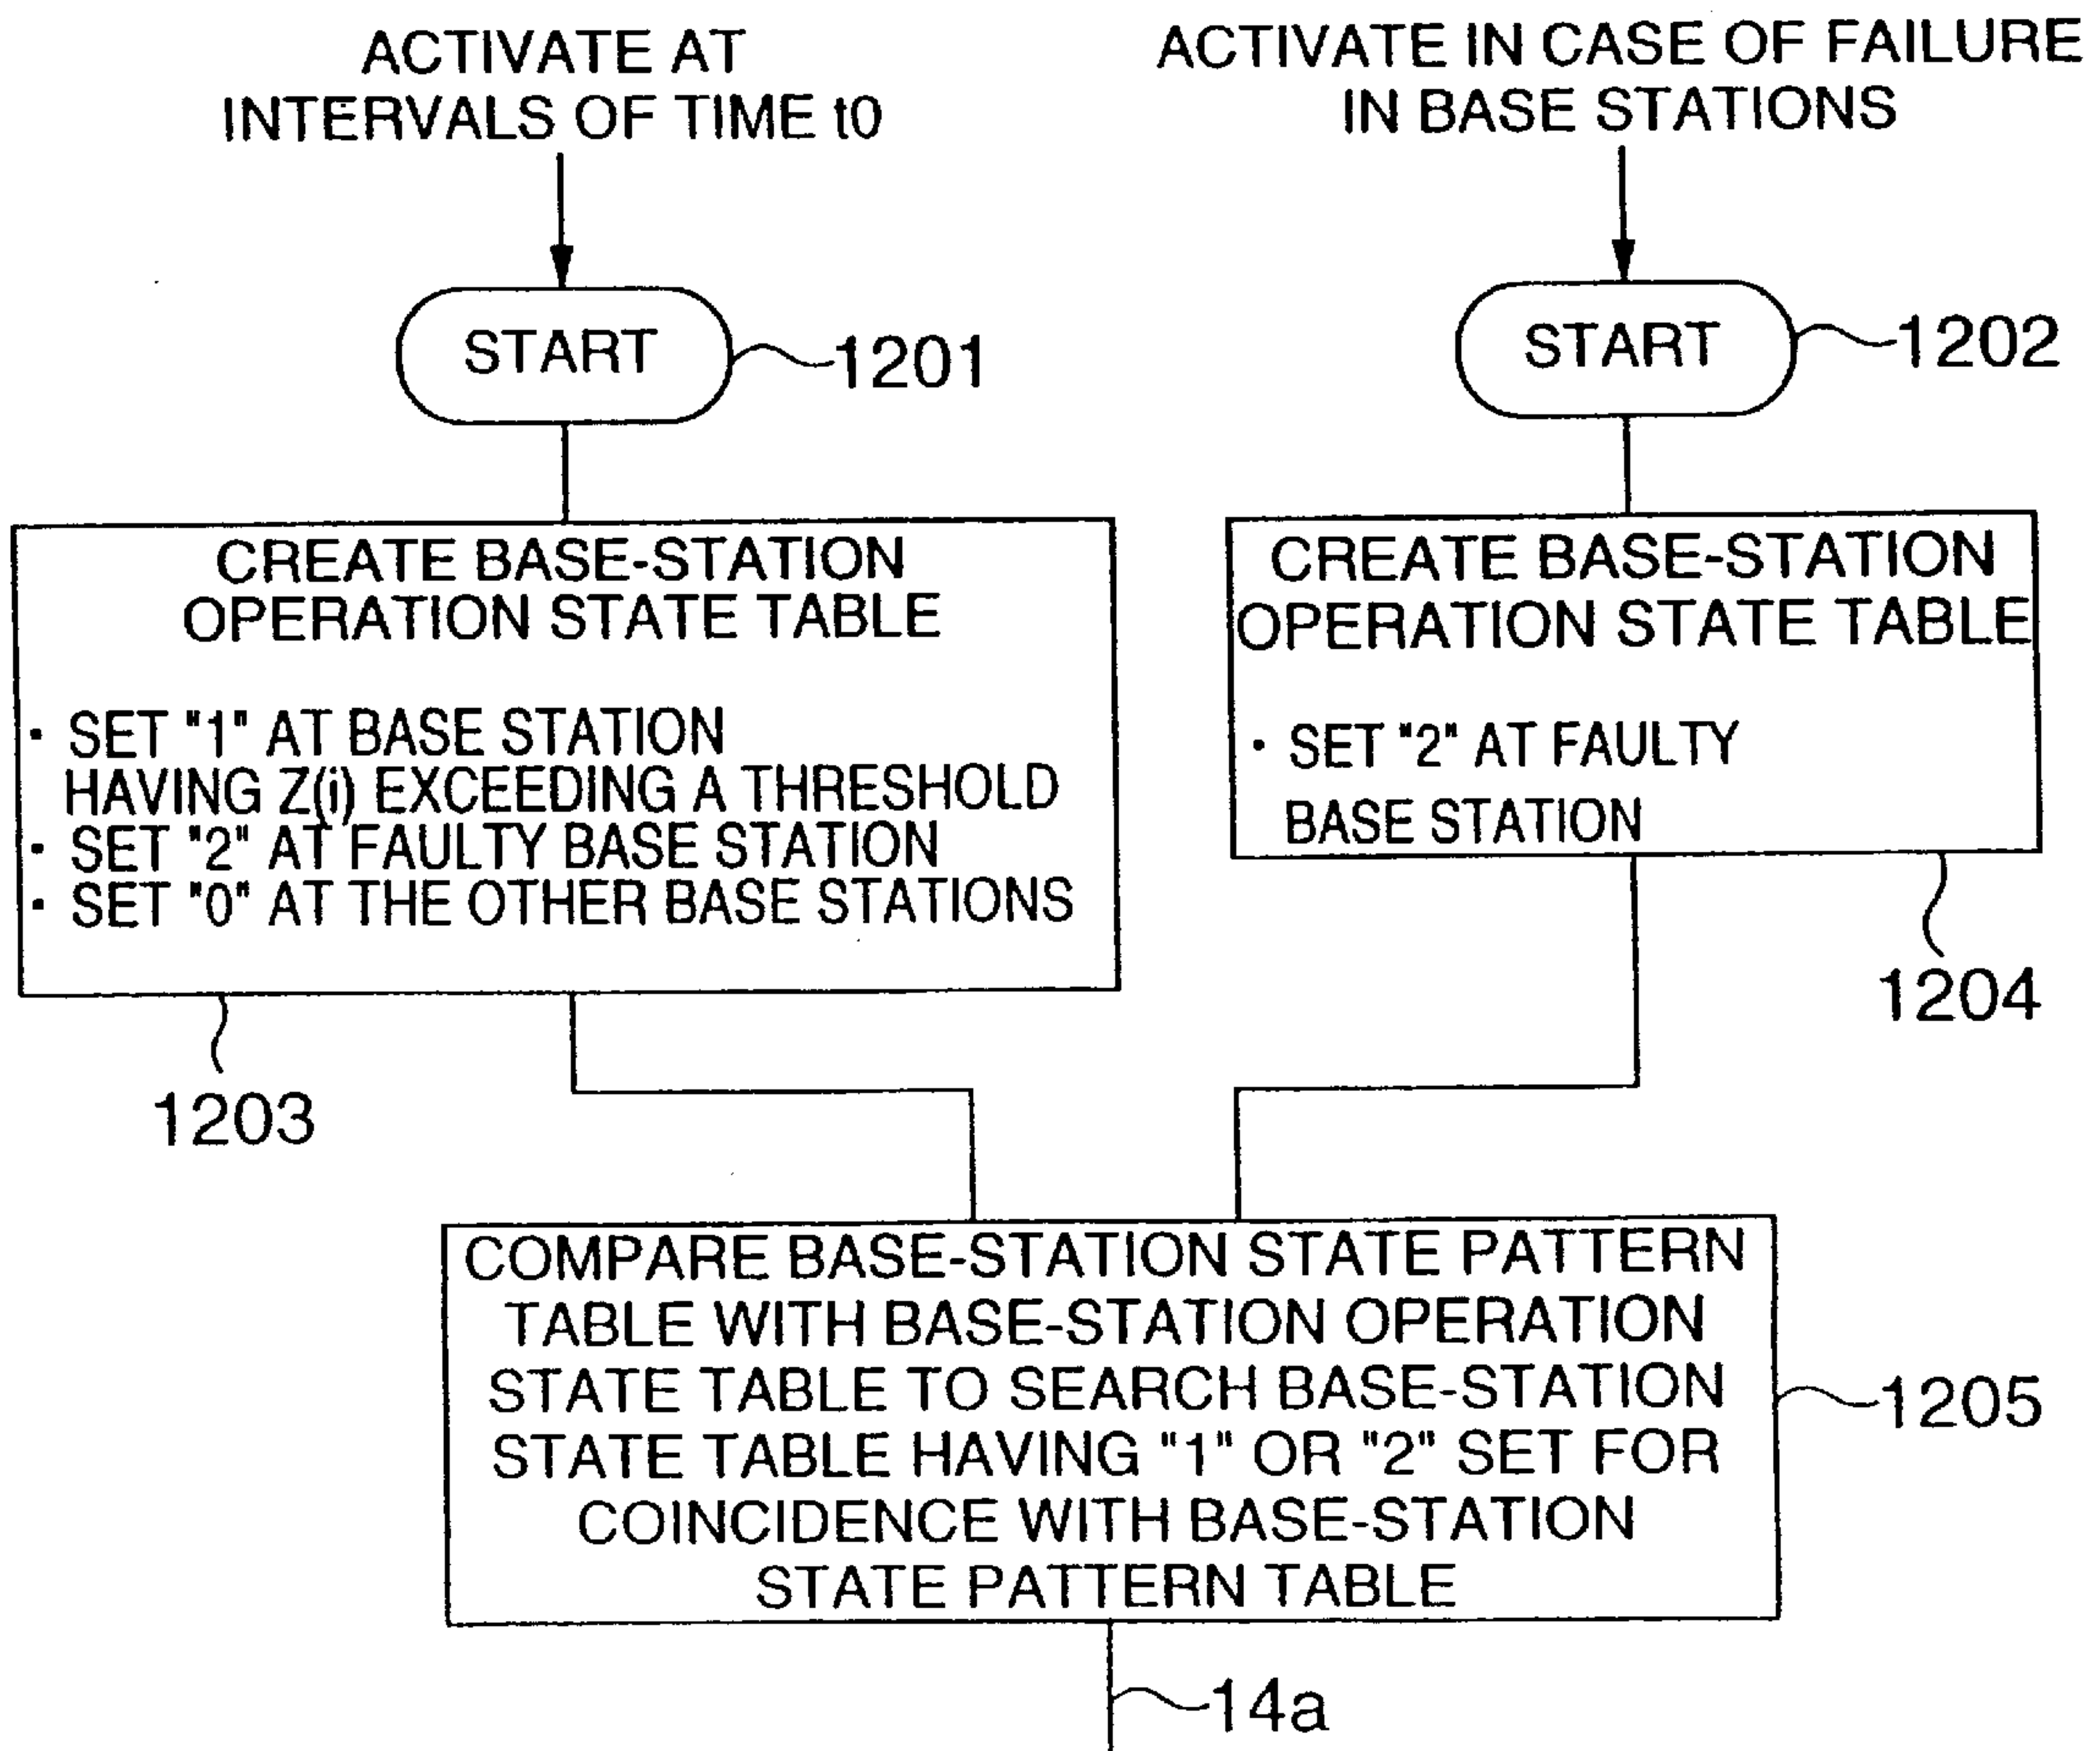 ACTIVATE AT
INTERVALS OF TIME t0
START
1201
CREATE BASE-STATION
OPERATION STATE TABLE
· SET "1" AT BASE STATION
HAVING Z(i) EXCEEDING A THRESHOLD
· SET "2" AT FAULTY BASE STATION
· SET "0" AT THE OTHER BASE STATIONS
1203
ACTIVATE IN CASE OF FAILURE
IN BASE STATIONS
START
1202
CREATE BASE-STATION
OPERATION STATE TABLE
· SET "2" AT FAULTY
BASE STATION
1204
COMPARE BASE-STATION STATE PATTERN
TABLE WITH BASE-STATION OPERATION
STATE TABLE TO SEARCH BASE-STATION
STATE TABLE HAVING "1" OR "2" SET FOR
COINCIDENCE WITH BASE-STATION
STATE PATTERN TABLE
1205
14a